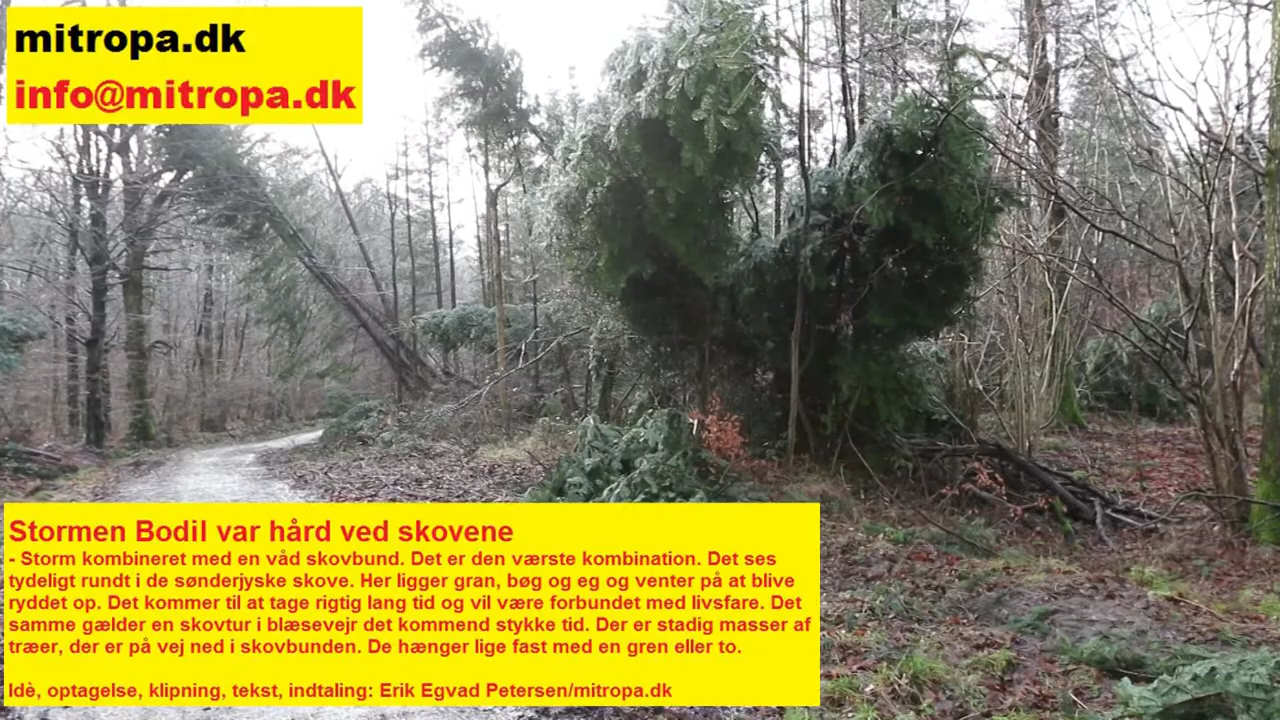 mitropa.dk
info@mitropa.dk
Stormen Bodil var hård ved skovene
- Storm kombineret med en våd skovbund. Det er den værste kombination. Det ses
tydeligt rundt i de sønderjyske skove. Her ligger gran, bøg og eg og venter på at blive
ryddet op. Det kommer til at tage rigtig lang tid og vil være forbundet med livsfare. Det
samme gælder en skovtur i blæsevejr det kommend stykke tid. Der er stadig masser af
træer, der er på vej ned i skovbunden. De hænger lige fast med en gren eller to.
Idè, optagelse, klipning, tekst, indtaling: Erik Egvad Petersen/mitropa.dk